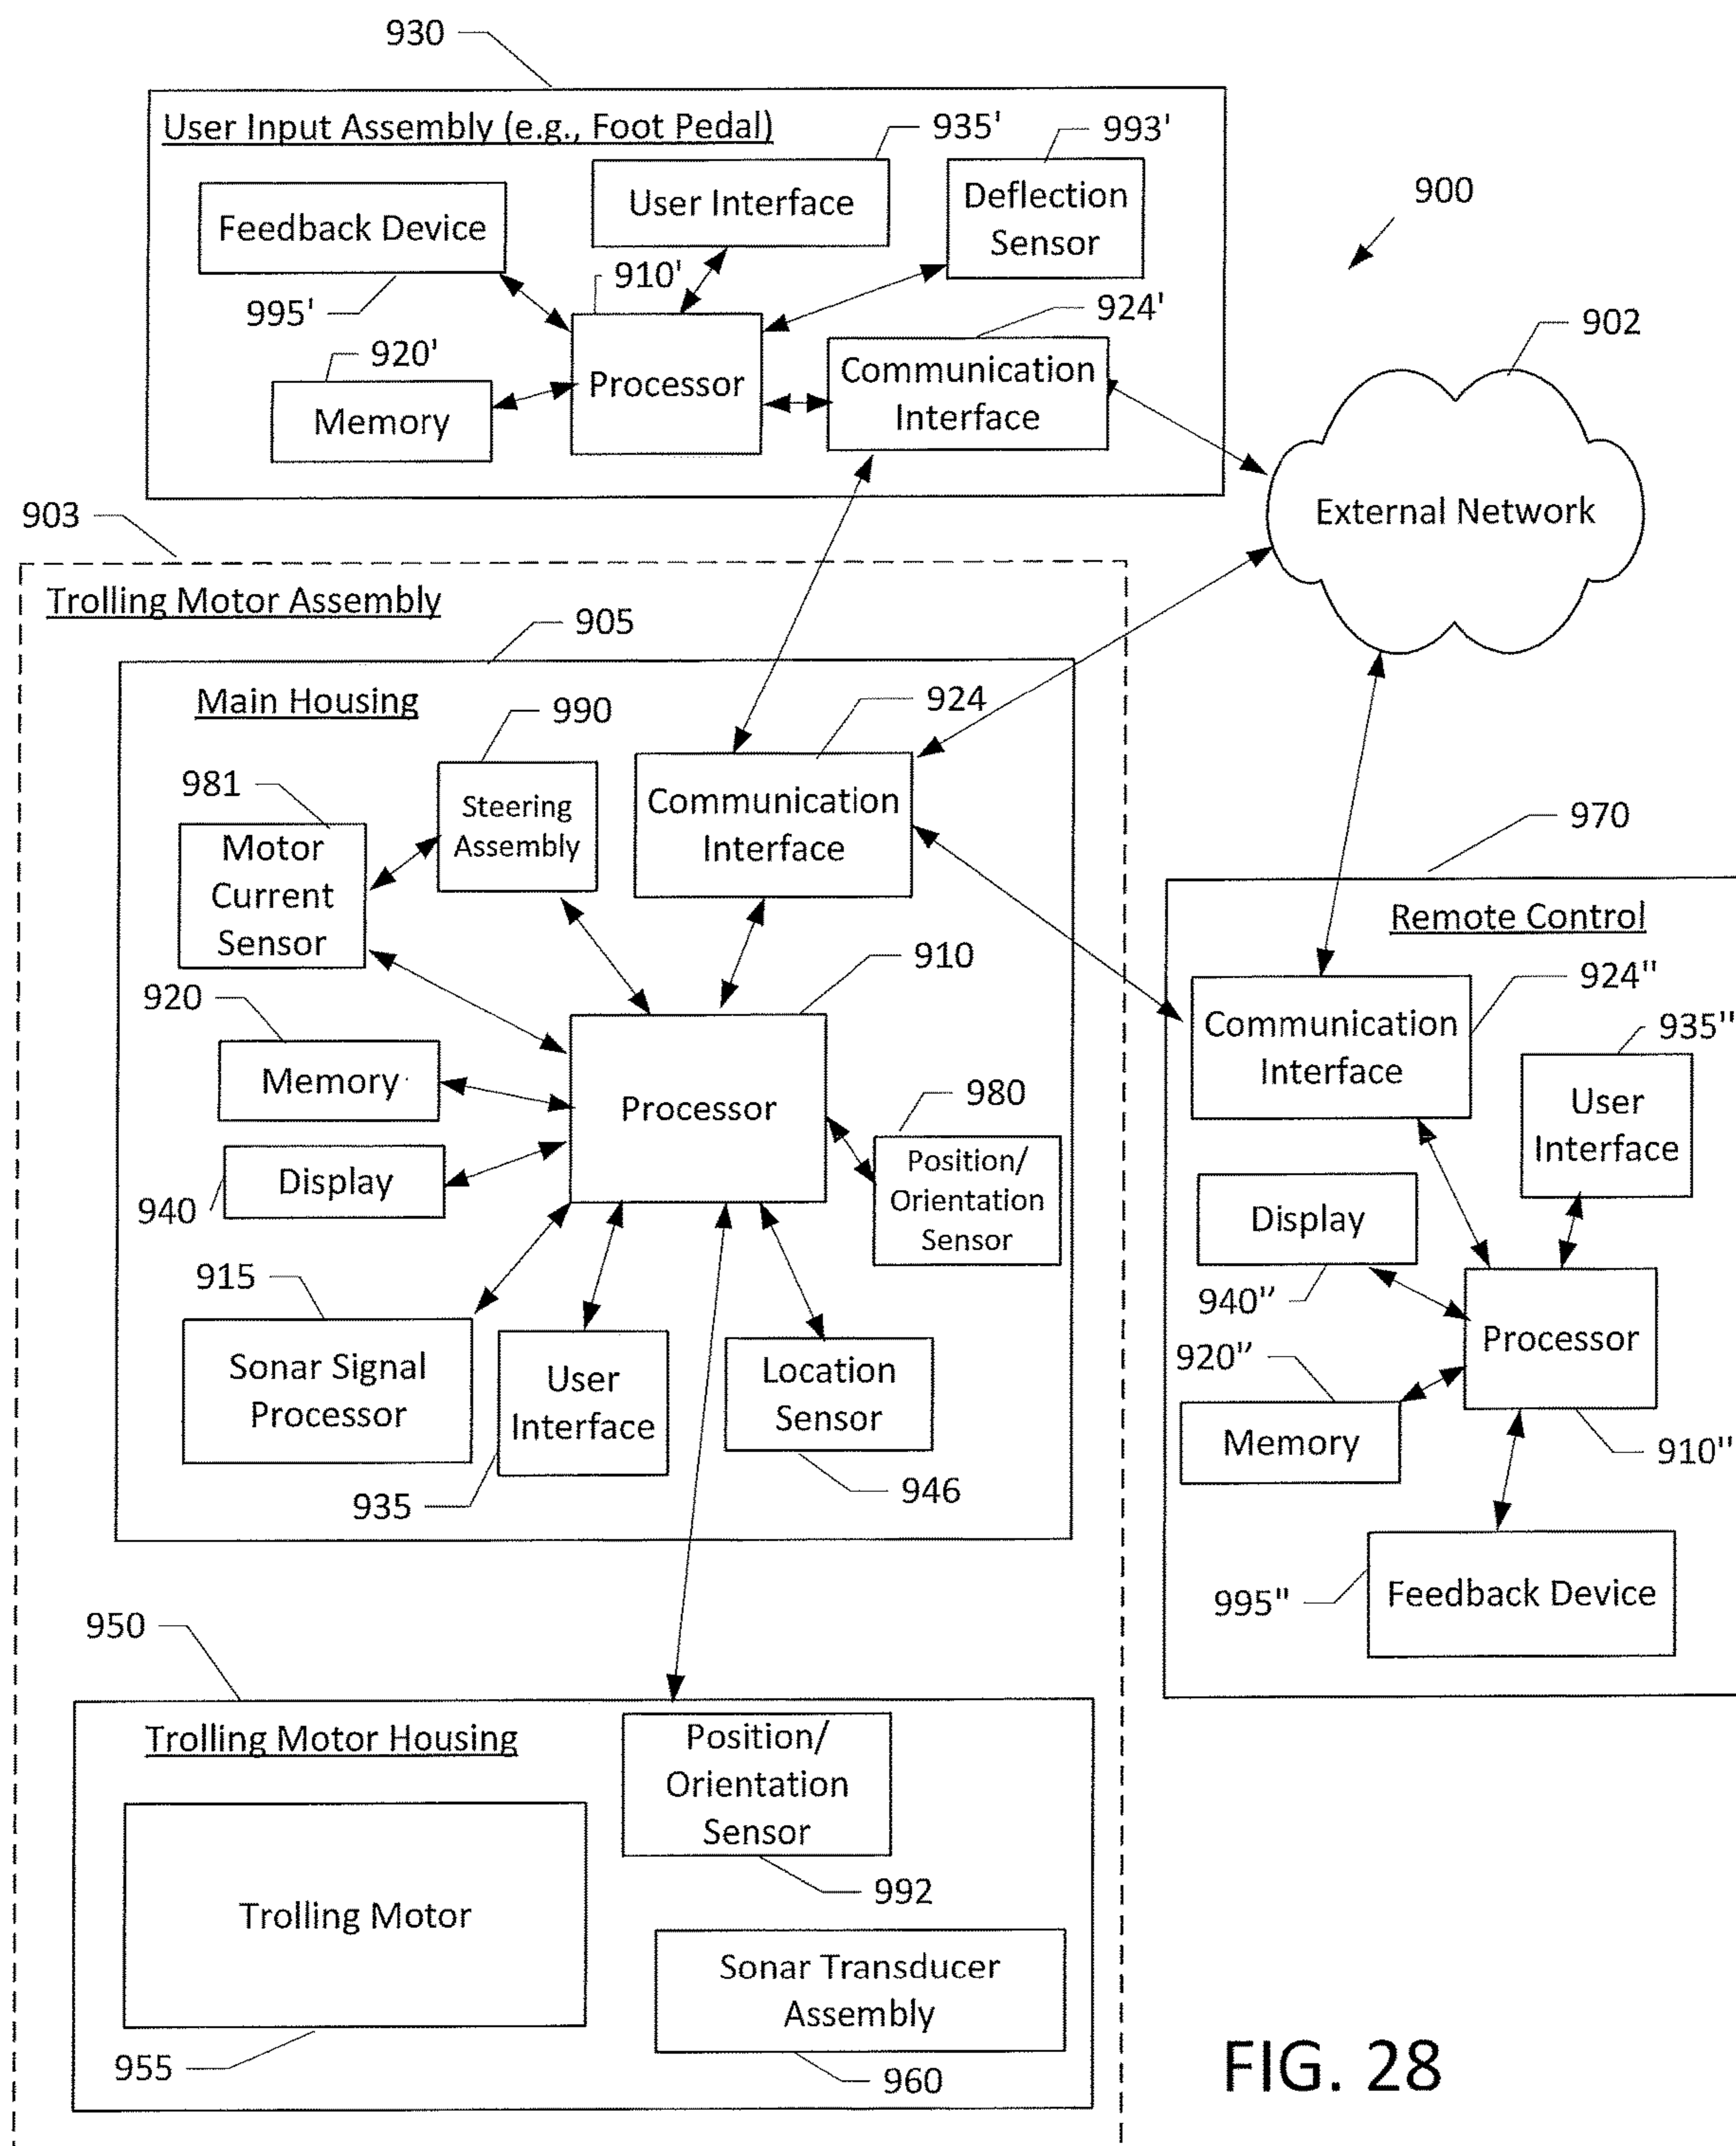 930
User Input Assembly (e.g., Foot Pedal)
935'
993'
Feedback Device
User Interface
Deflection
Sensor
900
995'
910'
924'
902
920'
Memory
Processor
Communication
Interface
External Network
903
Trolling Motor Assembly
905
Main Housing
990
924
981
Motor
Current
Sensor
Steering
Assembly
Communication
Interface
970
Remote Control
920
910
924"
Communication
Interface
935"
User
Interface
Memory
Processor
980
Position/
Orientation
Sensor
Display
940
Display
940"
915
Processor
920"
Sonar Signal
Processor
User
Interface
Location
Sensor
Memory
910"
935
946
995"
Feedback Device
950
Trolling Motor Housing
Position/
Orientation
Sensor
992
Trolling Motor
Sonar Transducer
Assembly
955
960
FIG. 28